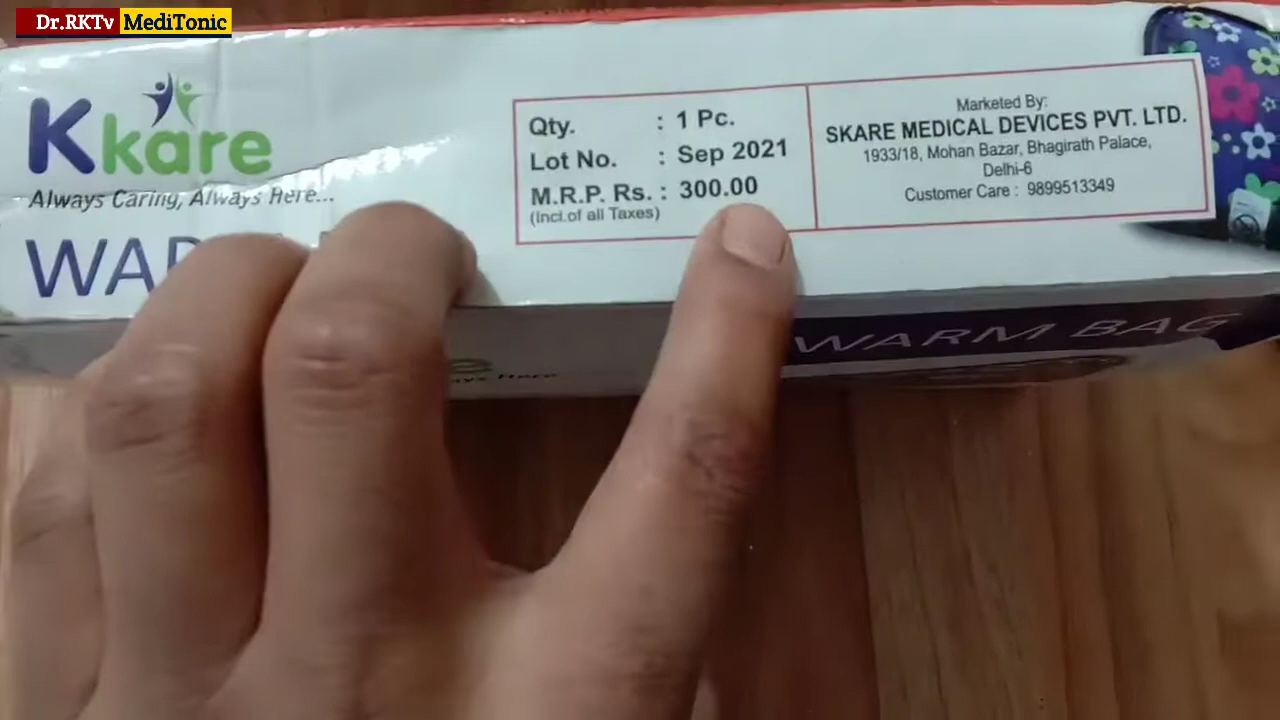 Dr.RKTv MediTonic
Kkare
Always Caring, Always Here...
Qty. : 1 Pc.
Lot No. : Sep 2021
M.R.P. Rs. : 300.00
(Incl.of all Taxes)
Marketed By:
SKARE MEDICAL DEVICES PVT. LTD.
1933/18, Mohan Bazar, Bhagirath Palace,
Delhi-6
Customer Care : 9899513349
WARM BAG